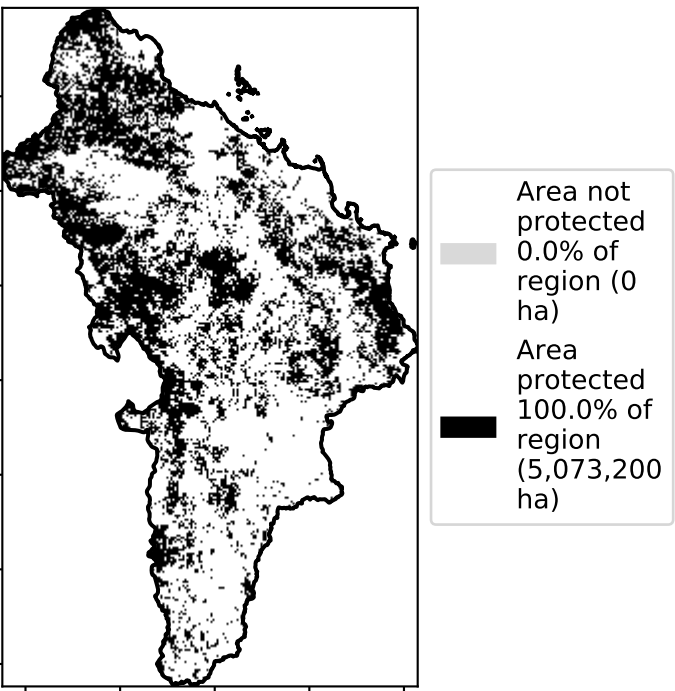 Area not
protected
0.0% of
region (0
ha)
Area
protected
100.0% of
region
(5,073,200
ha)